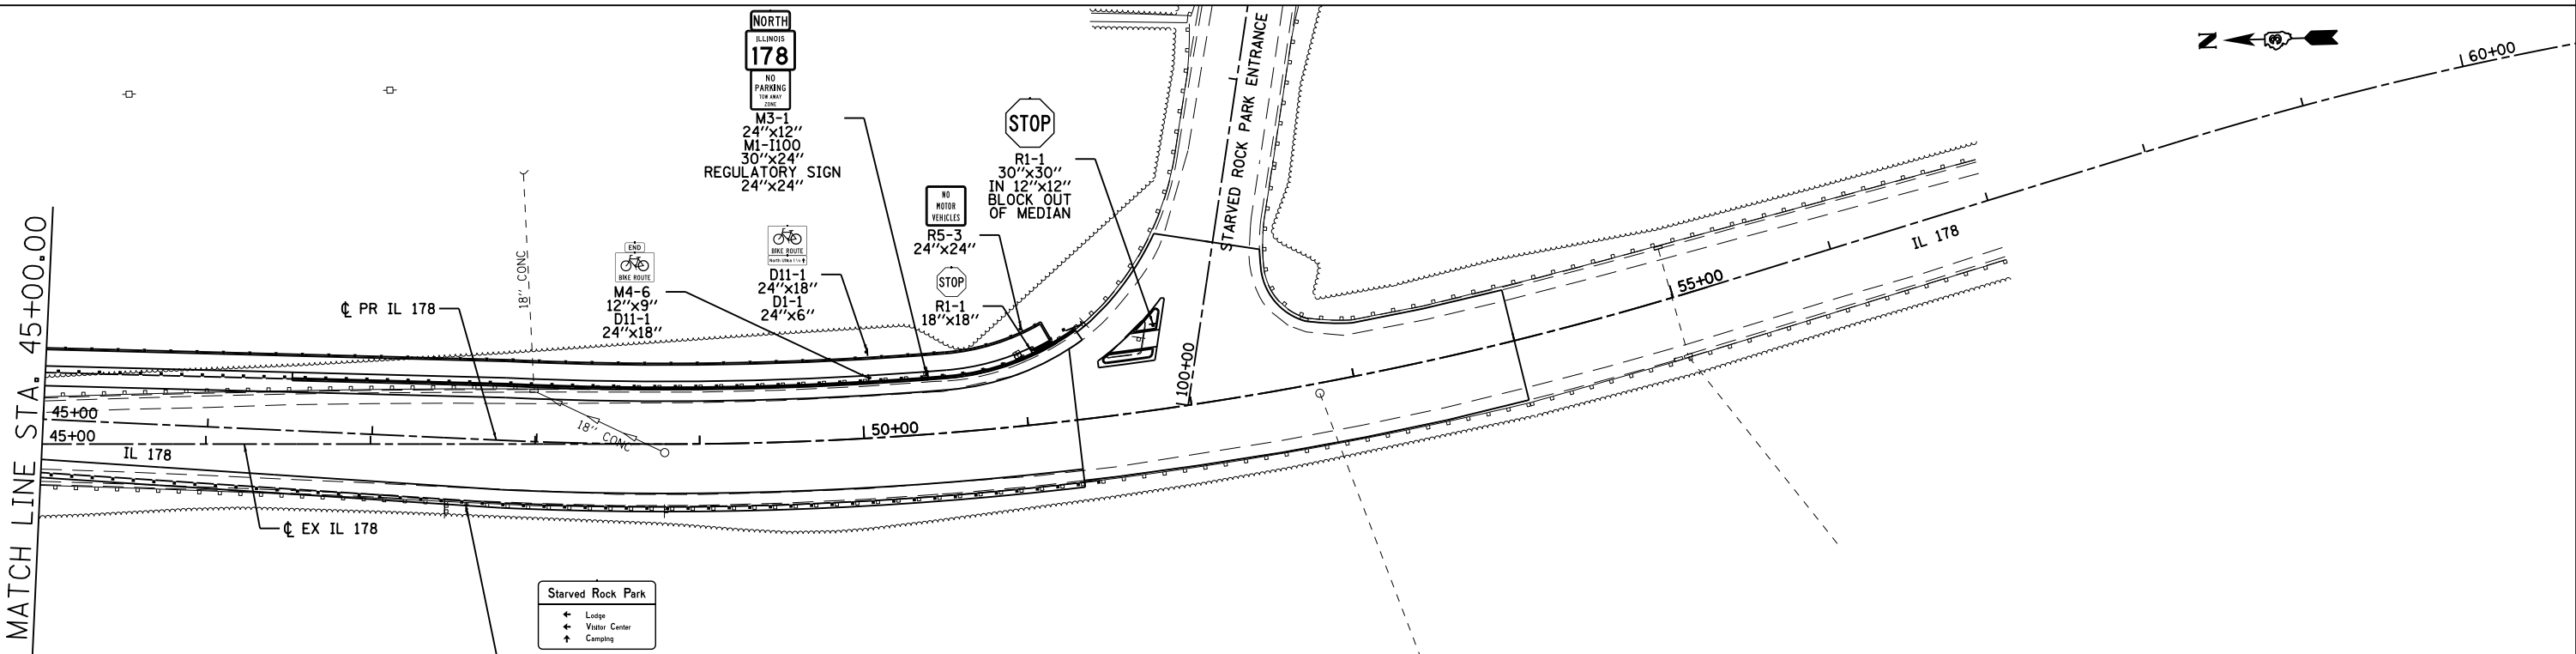 NORTH
ILLINOIS
178
NO
PARKING
TOW AWAY
ZONE
M3-1
24"x12"
M1-I100
30"x24"
REGULATORY SIGN
24"x24"
STOP
R1-1
30"x30"
IN 12"x12"
BLOCK OUT
OF MEDIAN
STARVED ROCK PARK ENTRANCE
N
60+00
NO
MOTOR
VEHICLES
R5-3
24"x24"
STOP
R1-1
18"x18"
BIKE ROUTE
D11-1
24"x18"
D1-1
24"x6"
END
BIKE ROUTE
M4-6
12"x9"
D11-1
24"x18"
18" CONC
℄ PR IL 178
MATCH LINE STA. 45+00.00
45+00
45+00
IL 178
18" CONC
50+00
100+00
55+00
IL 178
℄ EX IL 178
Starved Rock Park
← Lodge
← Visitor Center
↑ Camping